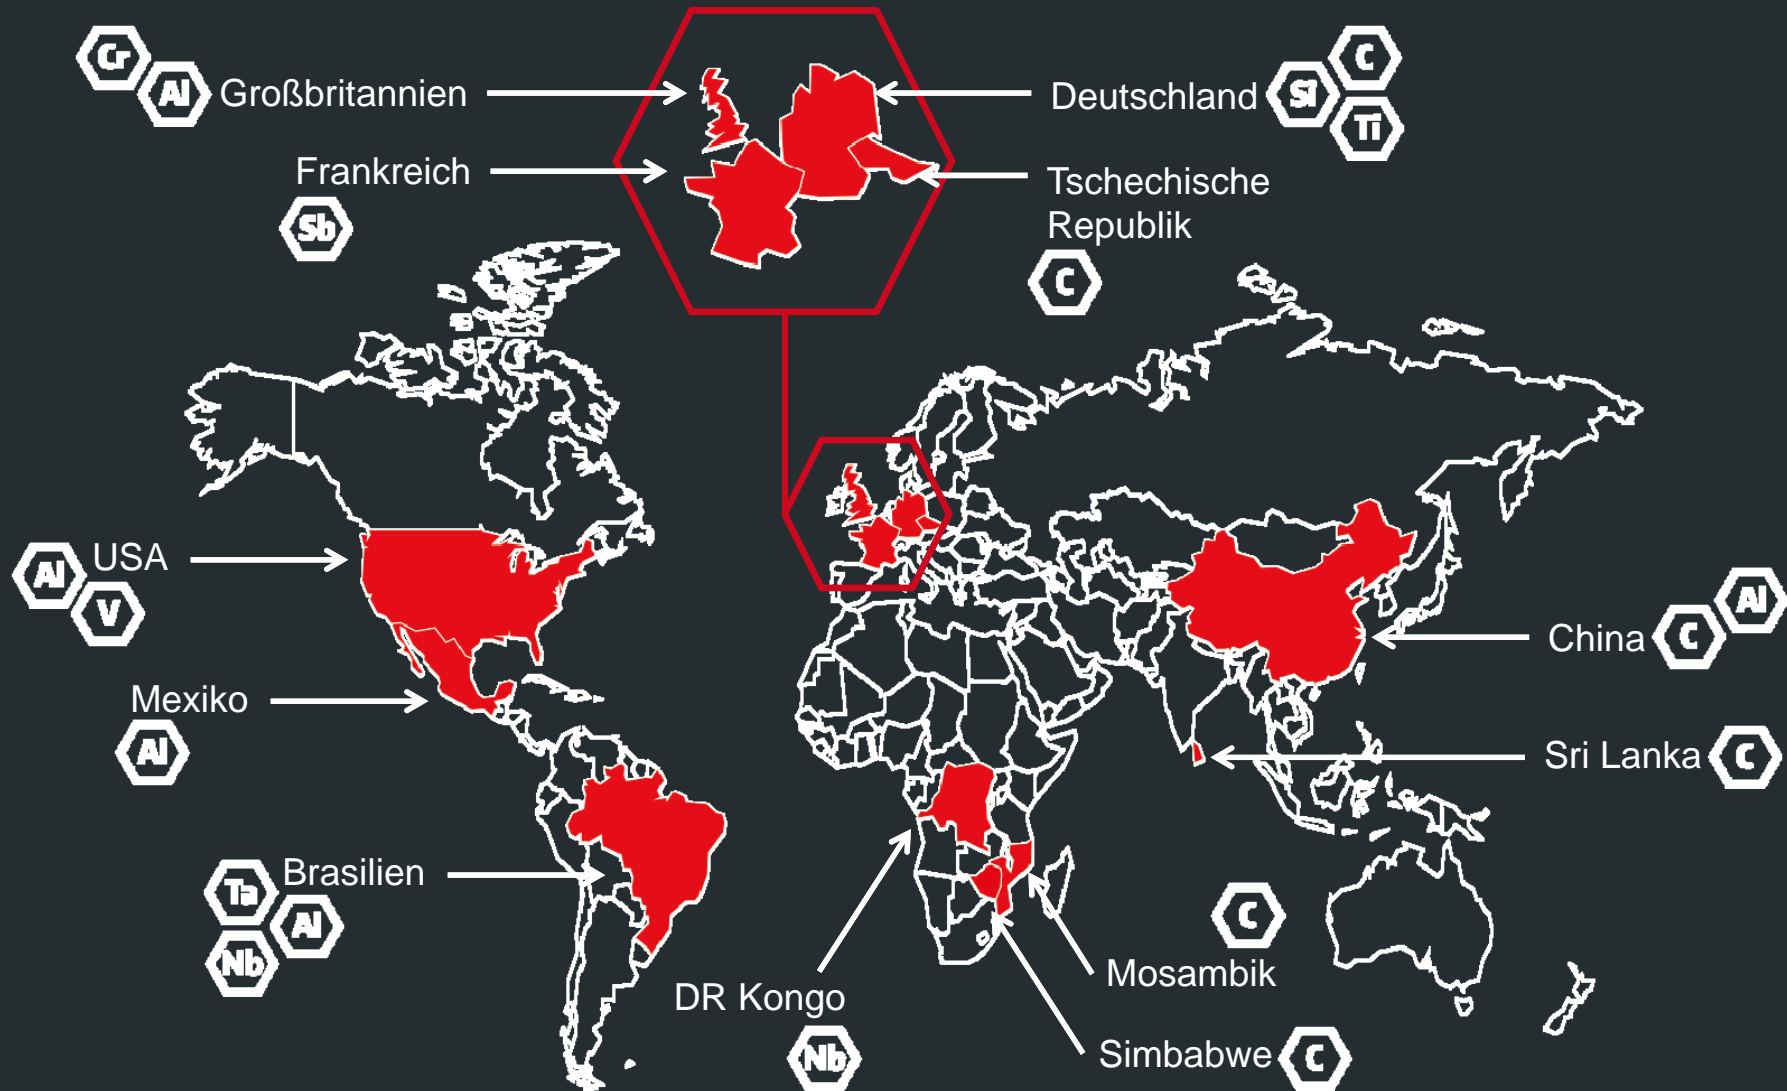 Cr
Al
Großbritannien
Deutschland
Si
C
Ti
Frankreich
Sb
Tschechische
Republik
C
Al
USA
V
China
C
Al
Mexiko
Al
Sri Lanka
C
Brasilien
Ta
Al
Nb
C
Mosambik
DR Kongo
Nb
Simbabwe
C